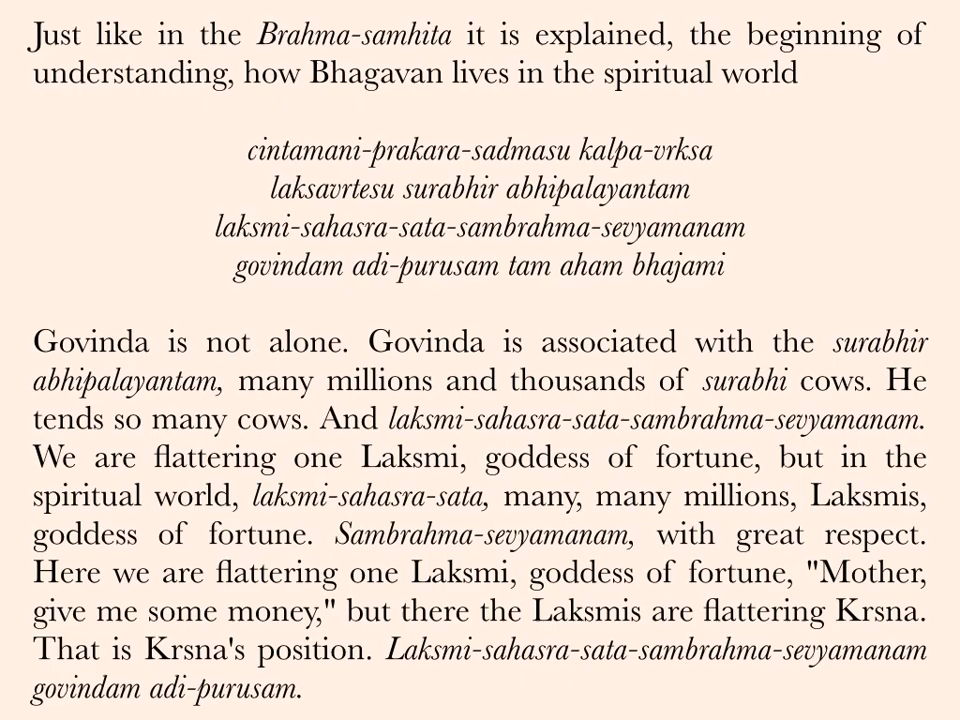 Just like in the Brahma-samhita it is explained, the beginning of
understanding, how Bhagavan lives in the spiritual world
cintamani-prakara-sadmasu kalpa-vrksa
laksavrtesu surabhir abhipalayantam
laksmi-sahasra-sata-sambrahma-sevyamanam
govindam adi-purusam tam aham bhajami
Govinda is not alone. Govinda is associated with the surabhir
abhipalayantam, many millions and thousands of surabhi cows. He
tends so many cows. And laksmi-sahasra-sata-sambrahma-sevyamanam.
We are flattering one Laksmi, goddess of fortune, but in the
spiritual world, laksmi-sahasra-sata, many, many millions, Laksmis,
goddess of fortune. Sambrahma-sevyamanam, with great respect.
Here we are flattering one Laksmi, goddess of fortune, "Mother,
give me some money," but there the Laksmis are flattering Krsna.
That is Krsna's position. Laksmi-sahasra-sata-sambrahma-sevyamanam
govindam adi-purusam.